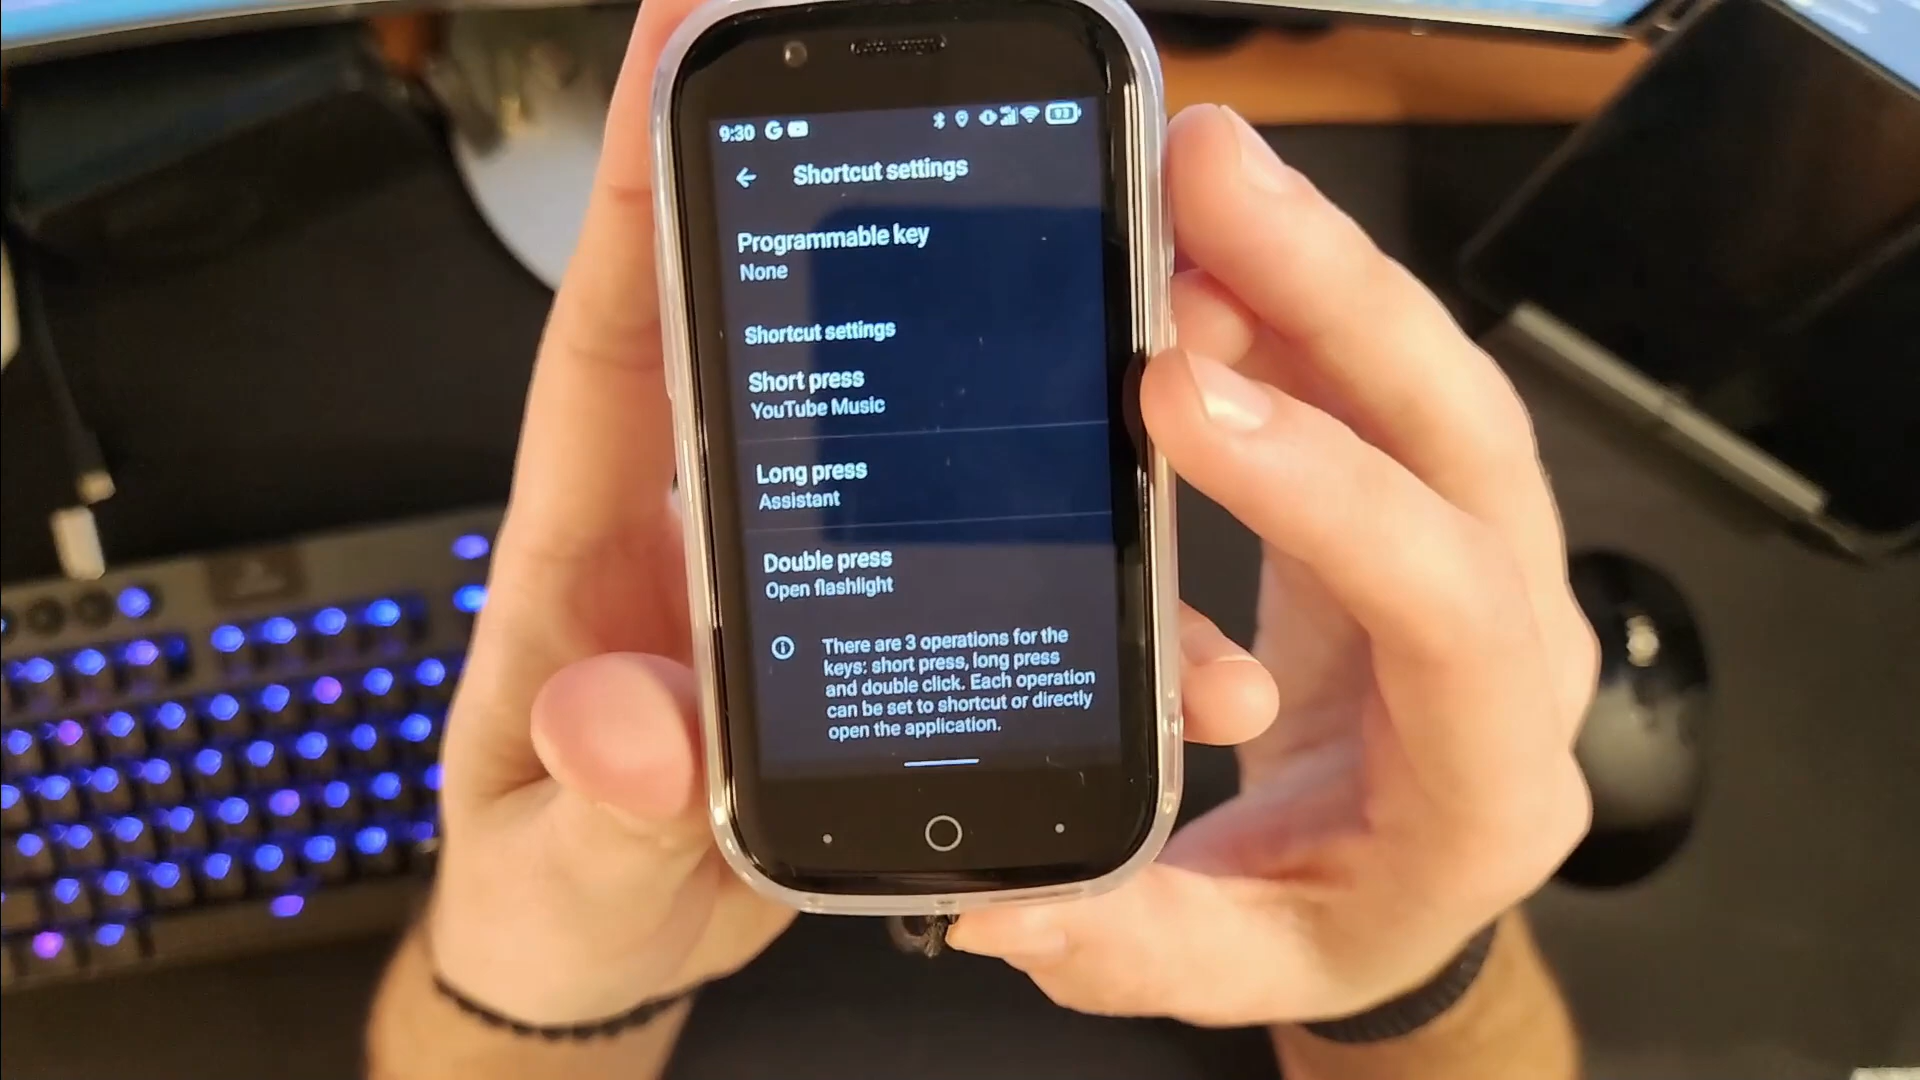 9:30 G 93
Shortcut settings
Programmable key
None
Shortcut settings
Short press
YouTube Music
Long press
Assistant
Double press
Open flashlight
There are 3 operations for the
keys: short press, long press
and double click. Each operation
can be set to shortcut or directly
open the application.